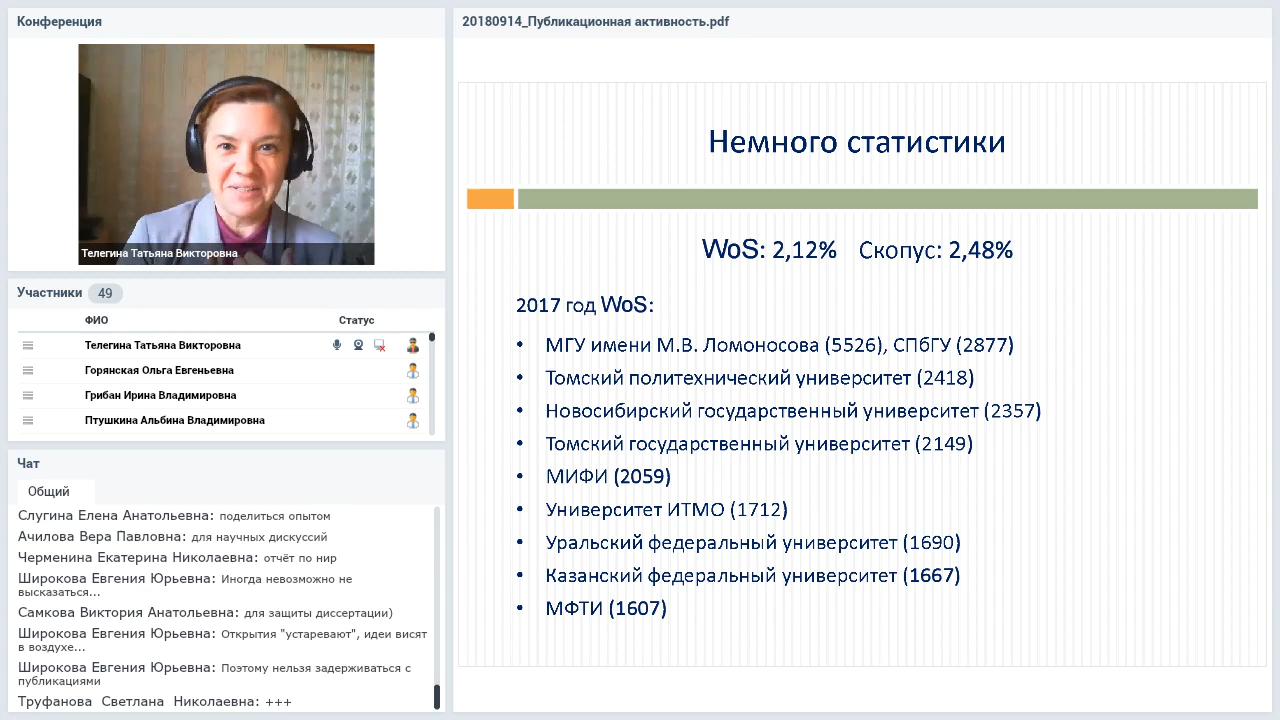 Конференция
Телегина Татьяна Викторовна
Участники 49
ФИО Статус
Телегина Татьяна Викторовна
Горянская Ольга Евгеньевна
Грибан Ирина Владимировна
Птушкина Альбина Владимировна
Чат
Общий
Слугина Елена Анатольевна: поделиться опытом
Ачилова Вера Павловна: для научных дискуссий
Черменина Екатерина Николаевна: отчёт по нир
Широкова Евгения Юрьевна: Иногда невозможно не
высказаться...
Самкова Виктория Анатольевна: для защиты диссертации)
Широкова Евгения Юрьевна: Открытия "устаревают", идеи висят
в воздухе...
Широкова Евгения Юрьевна: Поэтому нельзя задерживаться с
публикациями
Труфанова Светлана Николаевна: +++
20180914_Публикационная активность.pdf
Немного статистики
WoS: 2,12% Скопус: 2,48%
2017 год WoS:
• МГУ имени М.В. Ломоносова (5526), СПбГУ (2877)
• Томский политехнический университет (2418)
• Новосибирский государственный университет (2357)
• Томский государственный университет (2149)
• МИФИ (2059)
• Университет ИТМО (1712)
• Уральский федеральный университет (1690)
• Казанский федеральный университет (1667)
• МФТИ (1607)